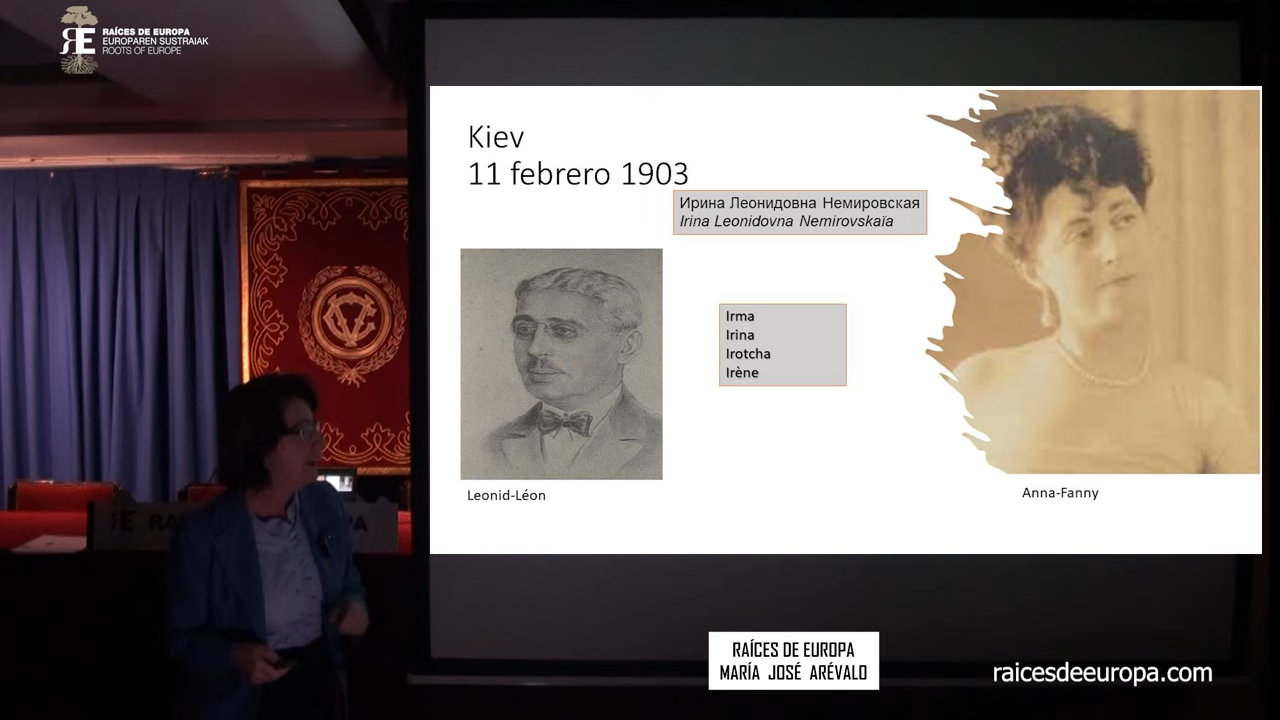 RAÍCES DE EUROPA
EUROPAREN SUSTRAIAK
ROOTS OF EUROPE
Kiev
11 febrero 1903
Ирина Леонидовна Немировская
Irina Leonidovna Nemirovskaïa
Irma
Irina
Irotcha
Irène
Leonid-Léon
Anna-Fanny
RAÍCES DE EUROPA
MARÍA JOSÉ ARÉVALO
raicesdeeuropa.com